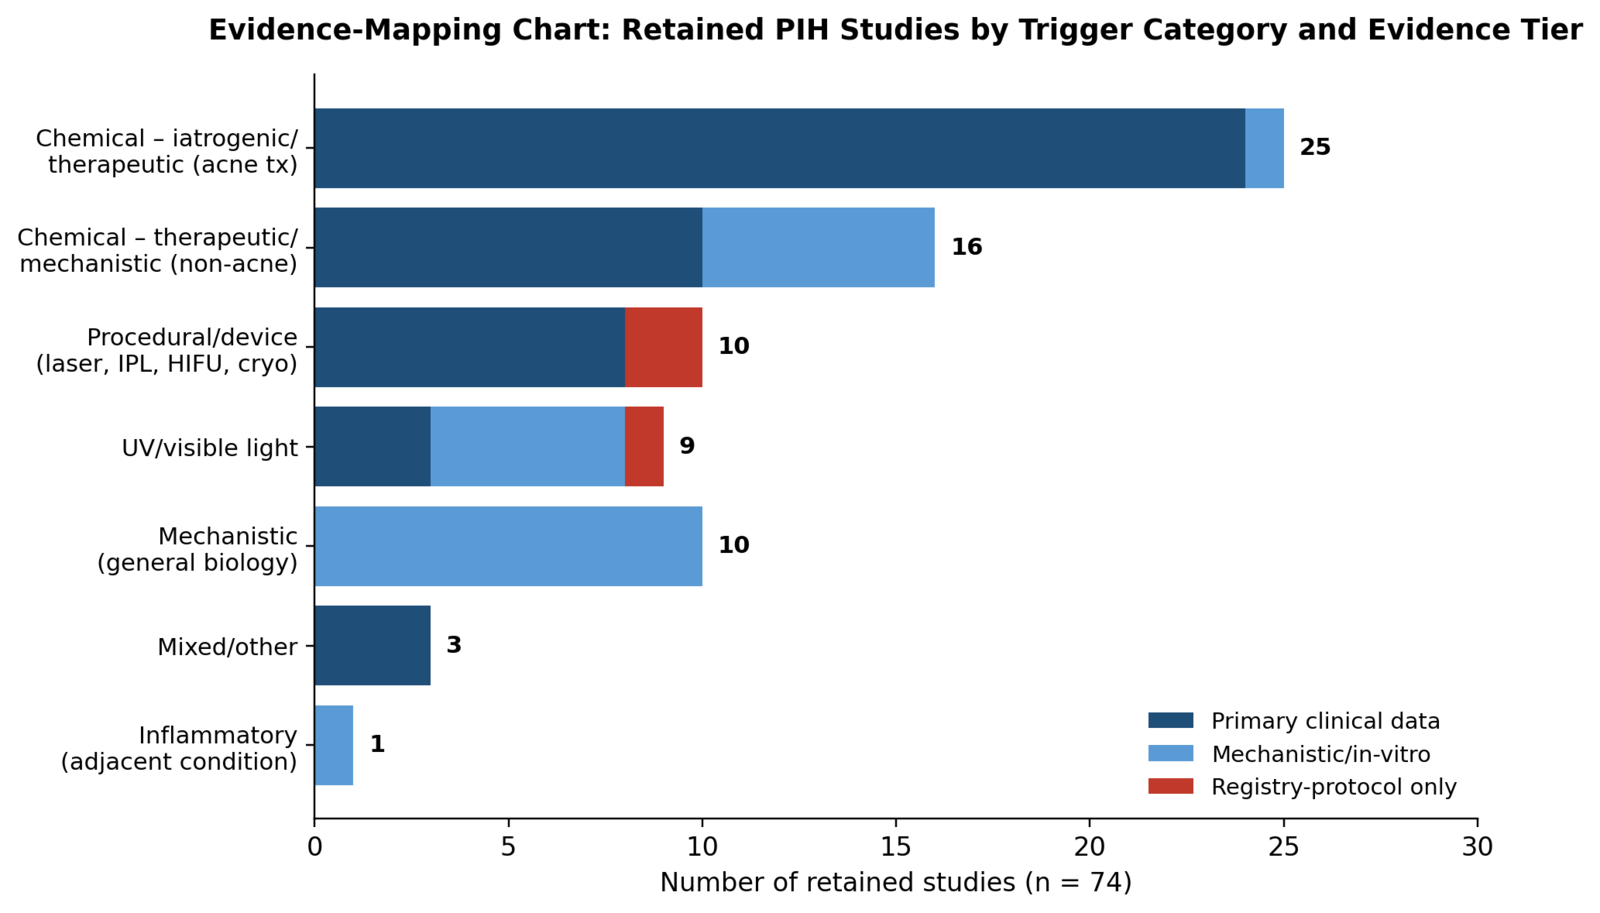 Evidence-Mapping Chart: Retained PIH Studies by Trigger Category and Evidence Tier
Chemical – iatrogenic/
therapeutic (acne tx)
25
Chemical – therapeutic/
mechanistic (non-acne)
16
Procedural/device
(laser, IPL, HIFU, cryo)
10
UV/visible light
9
Mechanistic
(general biology)
10
Mixed/other
3
Inflammatory
(adjacent condition)
1
Primary clinical data
Mechanistic/in-vitro
Registry-protocol only
0 5 10 15 20 25 30
Number of retained studies (n = 74)